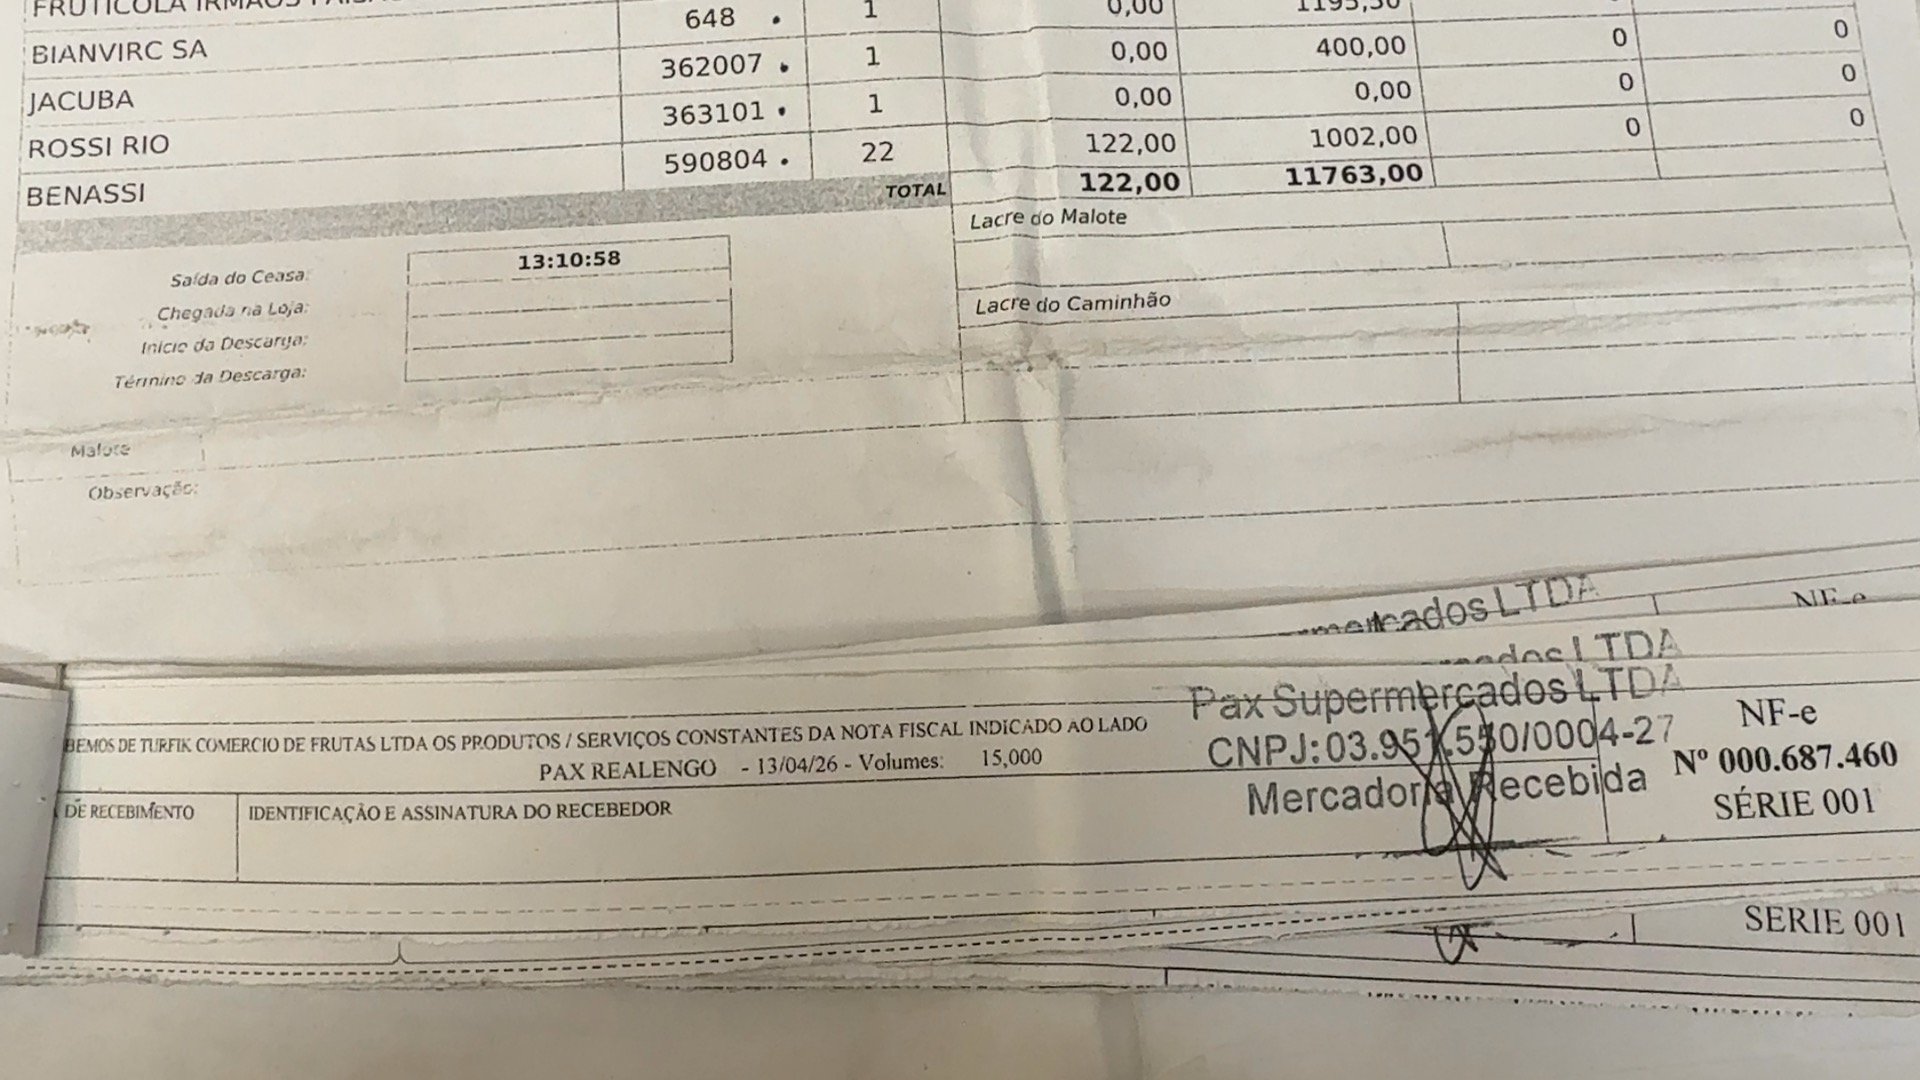 FRUTICOLA IRMAOS
648 . 1 0,00 1195,50
BIANVIRC SA 362007 . 1 0,00 400,00 0 0
JACUBA 363101 . 1 0,00 0,00 0 0
ROSSI RIO 590804 . 22 122,00 1002,00 0 0
BENASSI TOTAL 122,00 11763,00
Lacre do Malote
Saída do Ceasa: 13:10:58
Chegada na Loja:
Lacre do Caminhão
Início da Descarga:
Término da Descarga:
Malote
Observação:
mercados LTDA NF-e
LTDA
Pax Supermercados LTDA
CNPJ:03.951.550/0004-27
Mercadoria Recebida
BEMOS DE TURFIK COMERCIO DE FRUTAS LTDA OS PRODUTOS / SERVIÇOS CONSTANTES DA NOTA FISCAL INDICADO AO LADO
PAX REALENGO - 13/04/26 - Volumes: 15,000
NF-e
Nº 000.687.460
SÉRIE 001
DE RECEBIMENTO IDENTIFICAÇÃO E ASSINATURA DO RECEBEDOR
SERIE 001